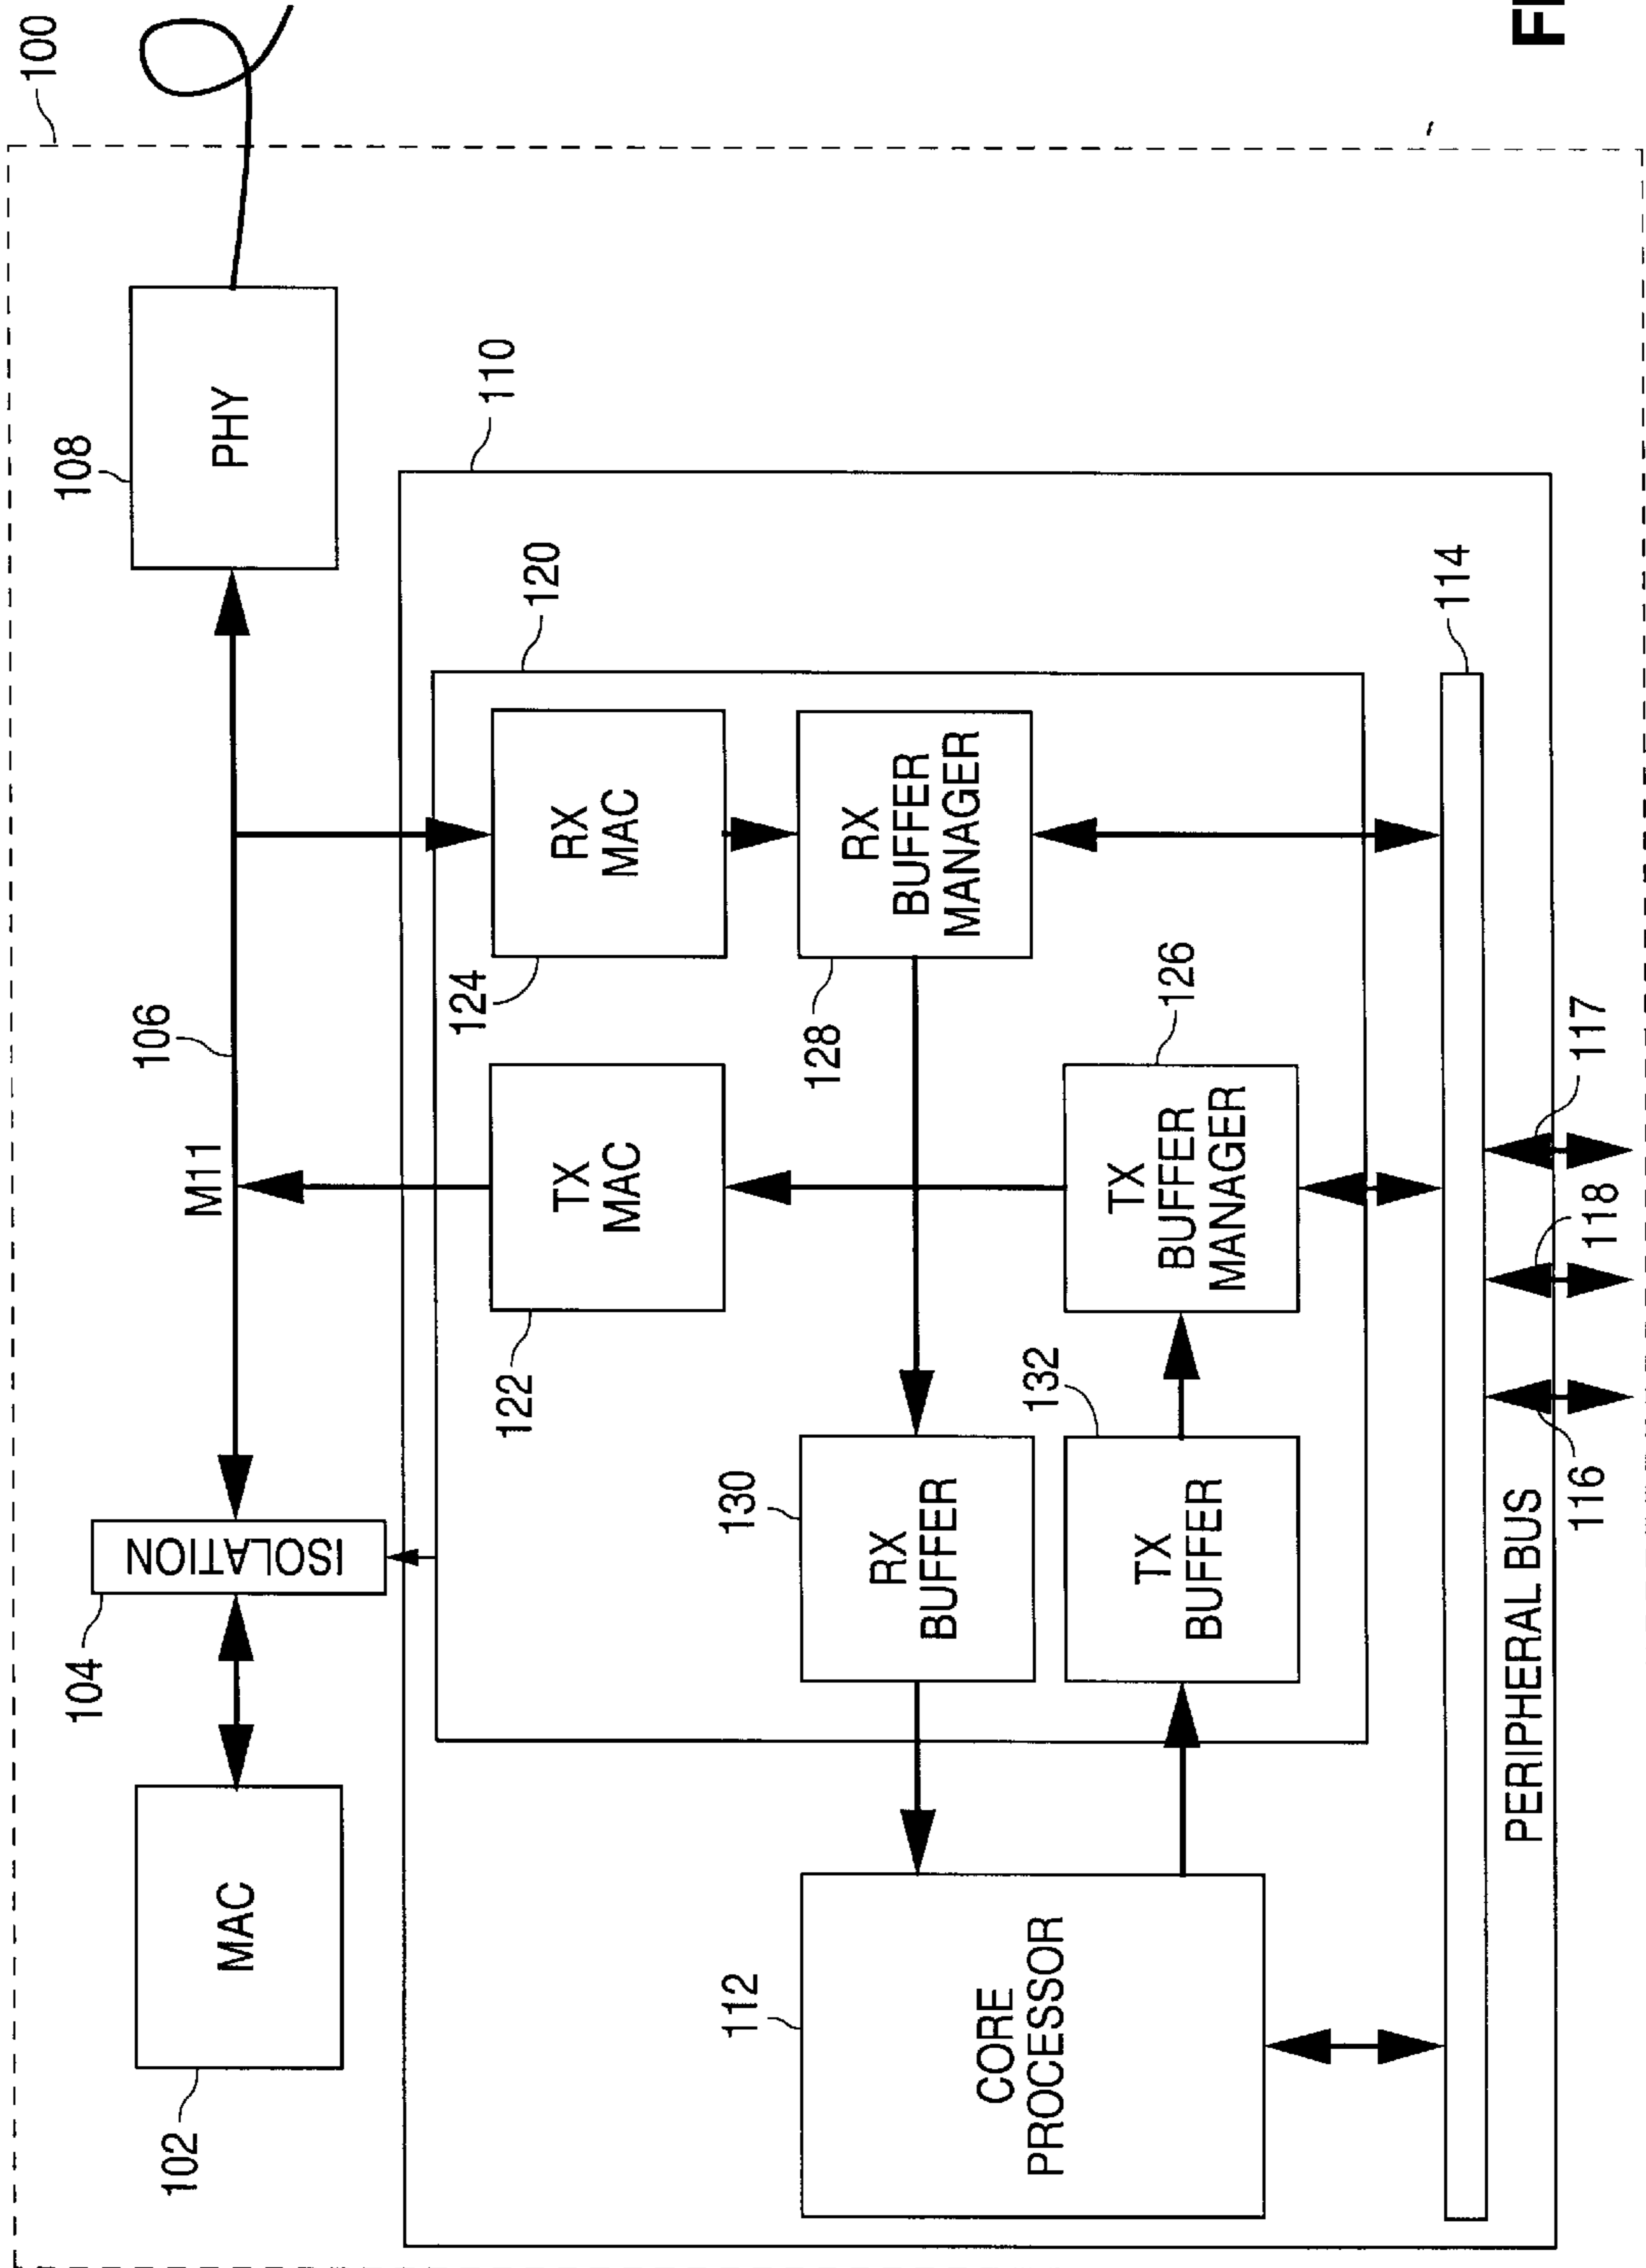 100
108
104
106
102
M11
MAC
ISOLATION
PHY
110
120
124
122
TX
MAC
RX
MAC
130
128
112
RX
BUFFER
RX
BUFFER
MANAGER
132
126
CORE
PROCESSOR
TX
BUFFER
TX
BUFFER
MANAGER
114
PERIPHERAL BUS
116
118
117